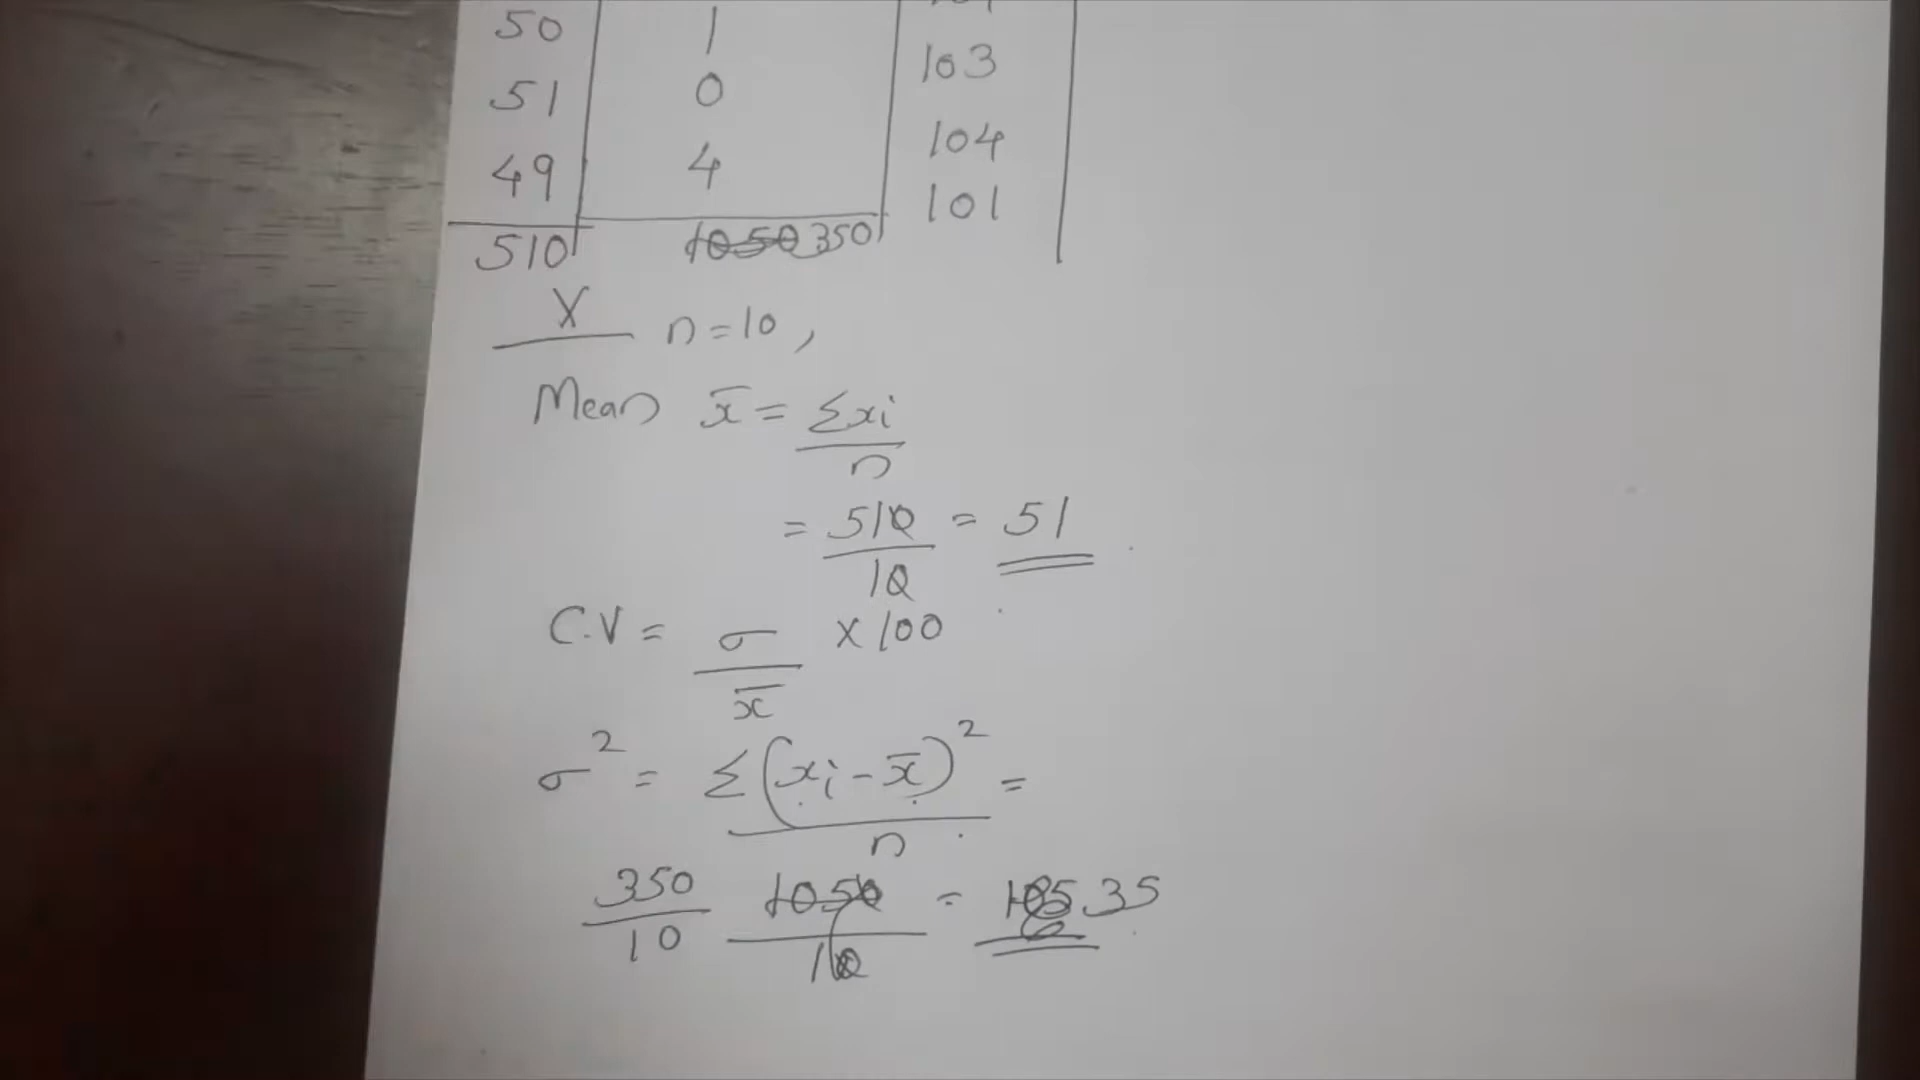 50 1
51 0 103
49 4 104
510 1050 350 101
X n = 10 ,
Mean x̄ = Σxi
n
= 510 = 51
10
C.V = σ × 100
x̄
σ² = Σ(xi - x̄)² =
n
350 1050 = 105 35
10 10